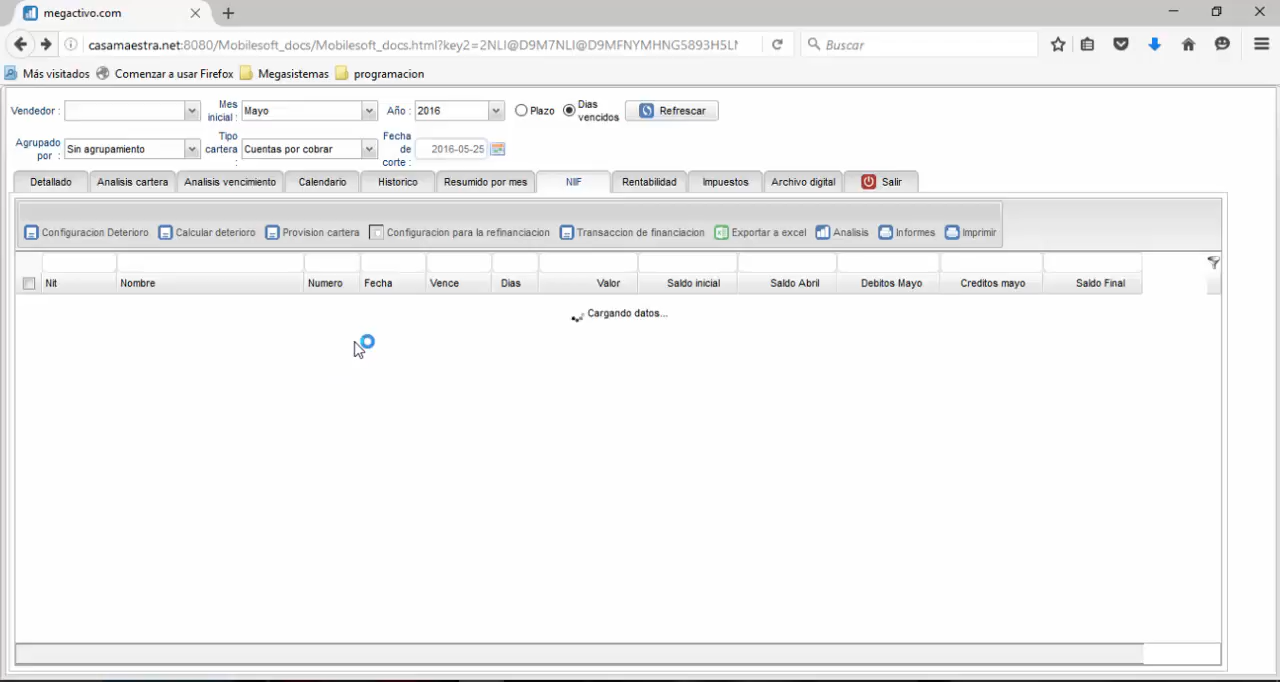 megactivo.com
casamaestra.net:8080/Mobilesoft_docs/Mobilesoft_docs.html?key2=2NLI@D9M7NLI@D9MFNYMHNG5893H5LN
Buscar
Más visitados Comenzar a usar Firefox Megasistemas programacion
Vendedor : Mes inicial : Mayo Año : 2016 Plazo Dias vencidos Refrescar
Agrupado por : Sin agrupamiento Tipo cartera : Cuentas por cobrar Fecha de corte : 2016-05-25
Detallado Analisis cartera Analisis vencimiento Calendario Historico Resumido por mes NIIF Rentabilidad Impuestos Archivo digital Salir
Configuracion Deterioro Calcular deterioro Provision cartera Configuracion para la refinanciacion Transaccion de financiacion Exportar a excel Analisis Informes Imprimir
Nit Nombre Numero Fecha Vence Dias Valor Saldo inicial Saldo Abril Debitos Mayo Creditos mayo Saldo Final
Cargando datos...